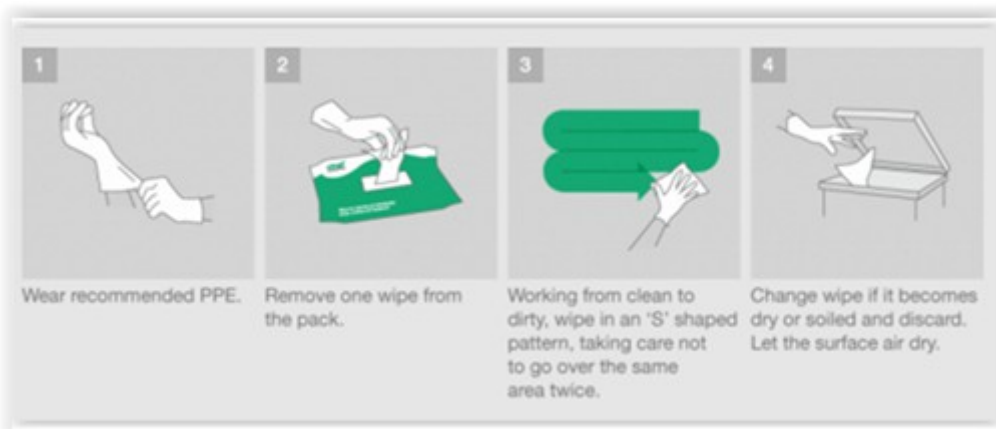 1
Wear recommended PPE.
2
Remove one wipe from
the pack.
3
Working from clean to
dirty, wipe in an 'S' shaped
pattern, taking care not
to go over the same
area twice.
4
Change wipe if it becomes
dry or soiled and discard.
Let the surface air dry.